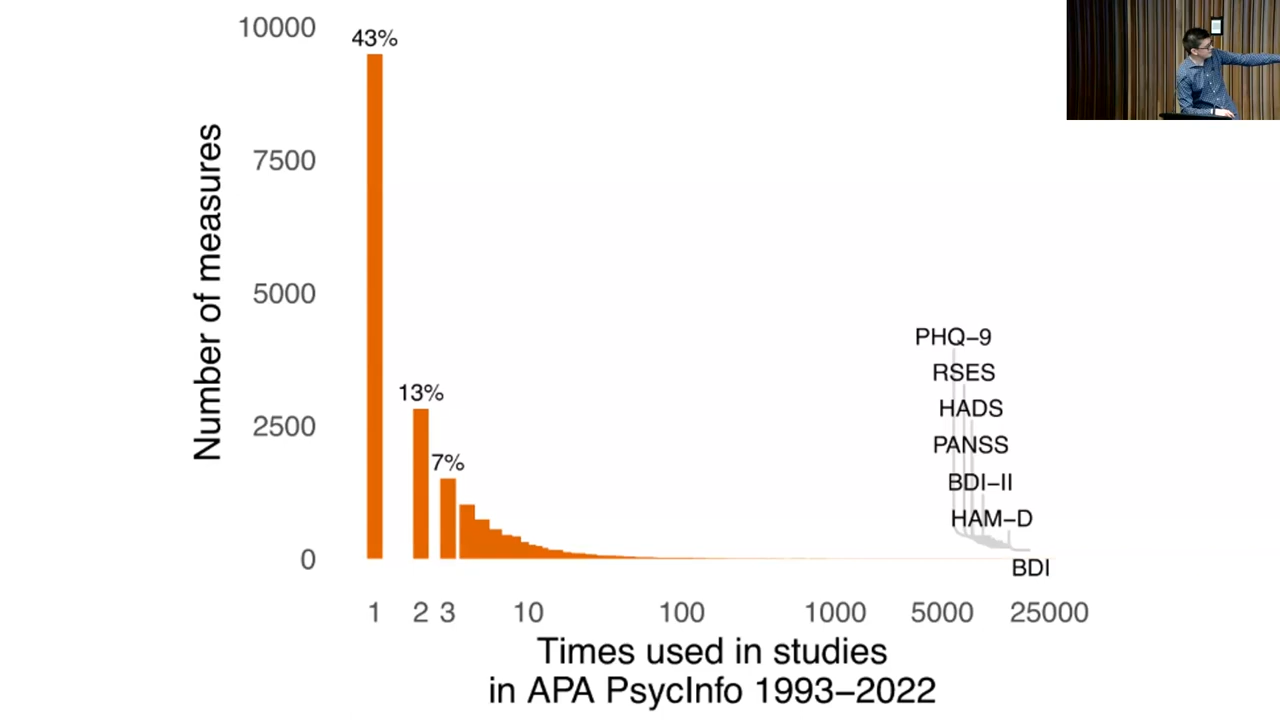 10000
43%
7500
5000
2500
0
Number of measures
13%
7%
PHQ–9
RSES
HADS
PANSS
BDI–II
HAM–D
BDI
1 2 3 10 100 1000 5000 25000
Times used in studies
in APA PsycInfo 1993–2022